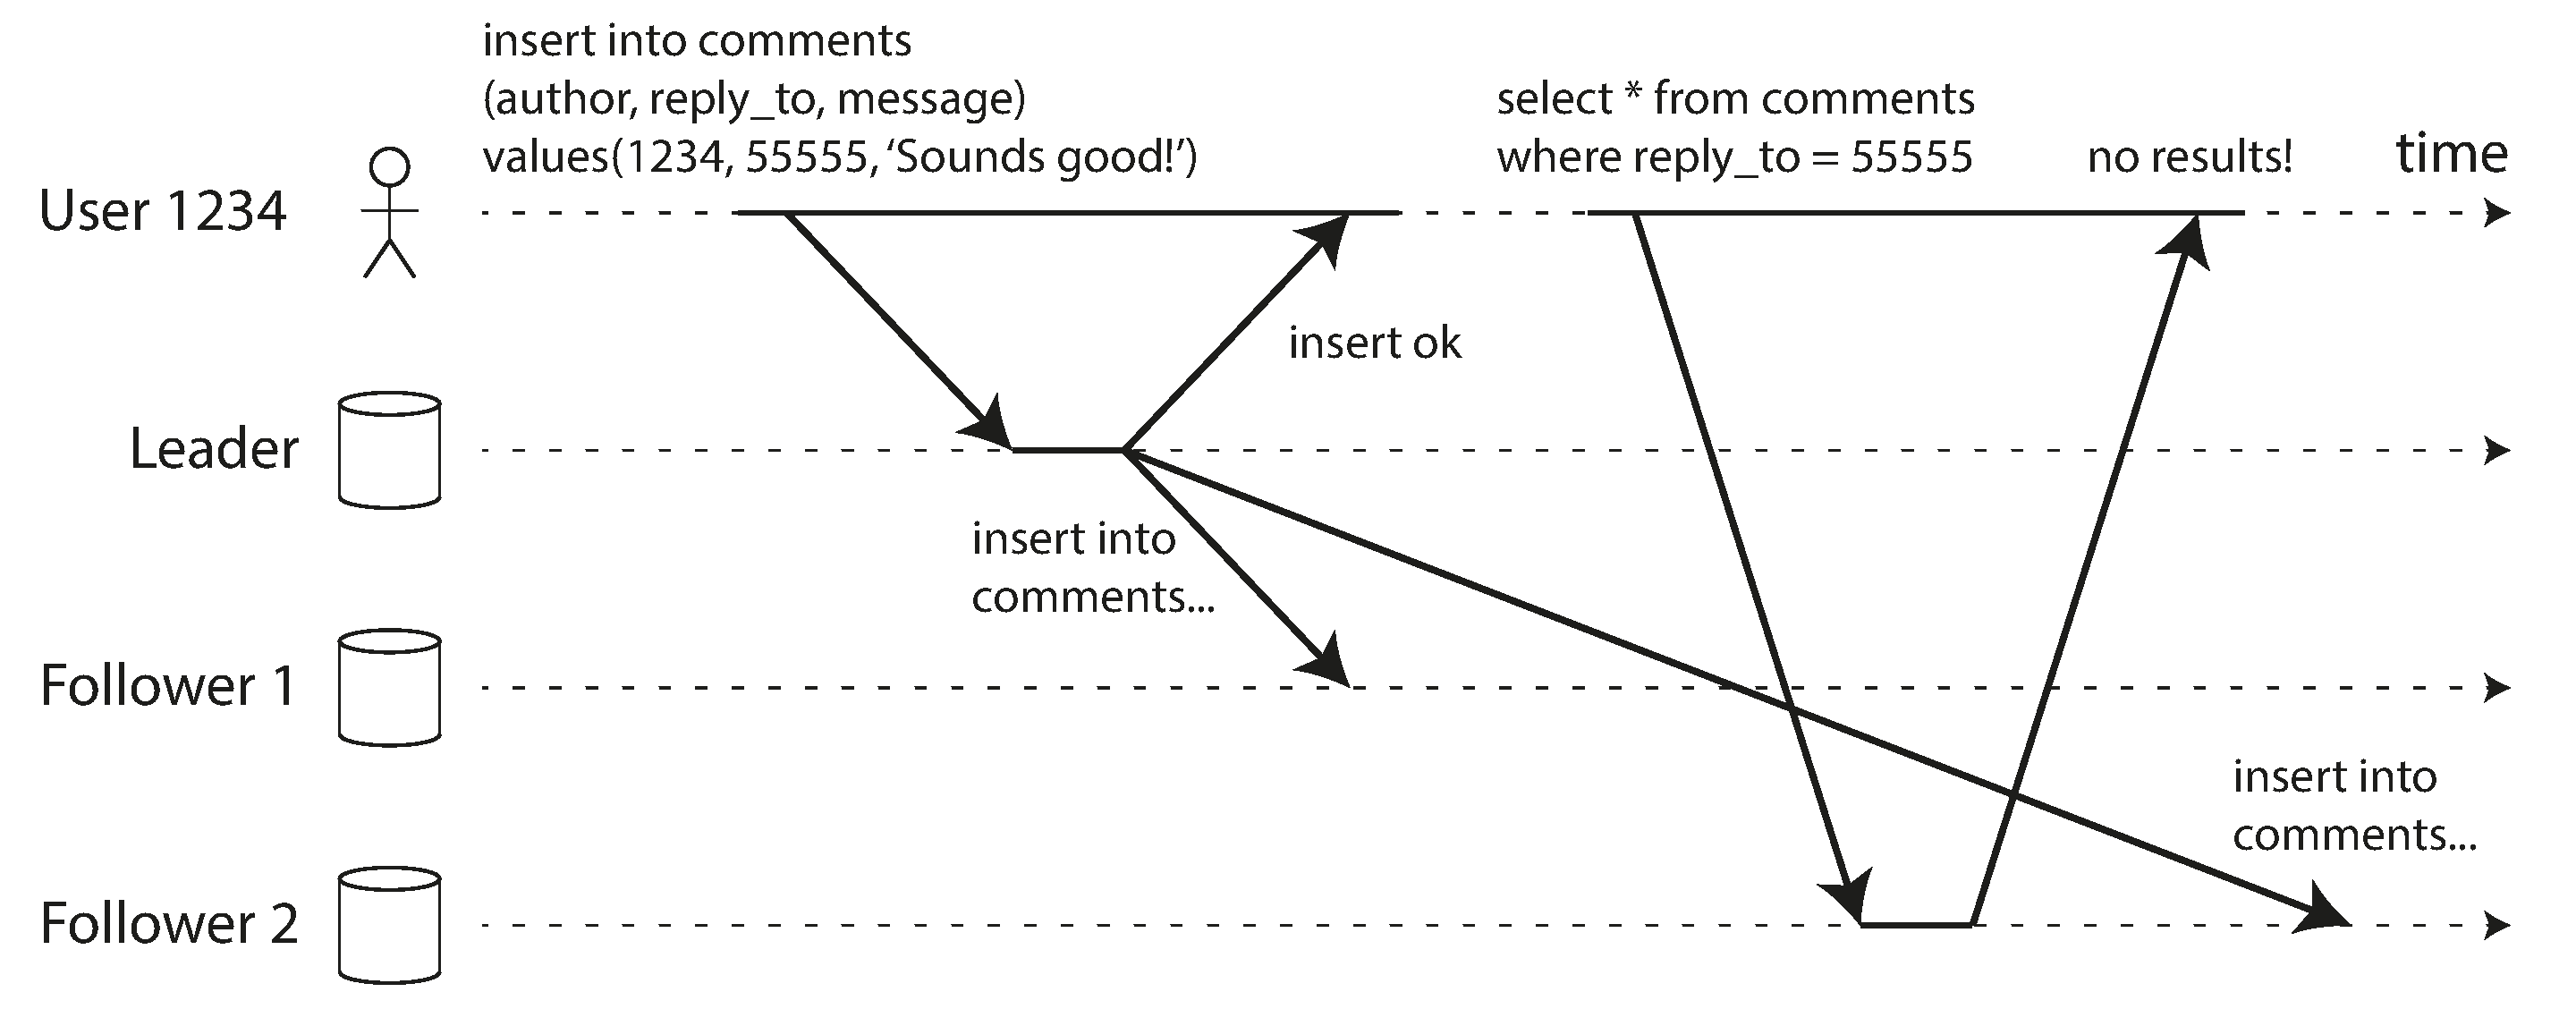 insert into comments
(author, reply_to, message)
values(1234, 55555, ‘Sounds good!’)
select * from comments
where reply_to = 55555
no results!
time
User 1234
insert ok
Leader
insert into
comments...
Follower 1
insert into
comments...
Follower 2